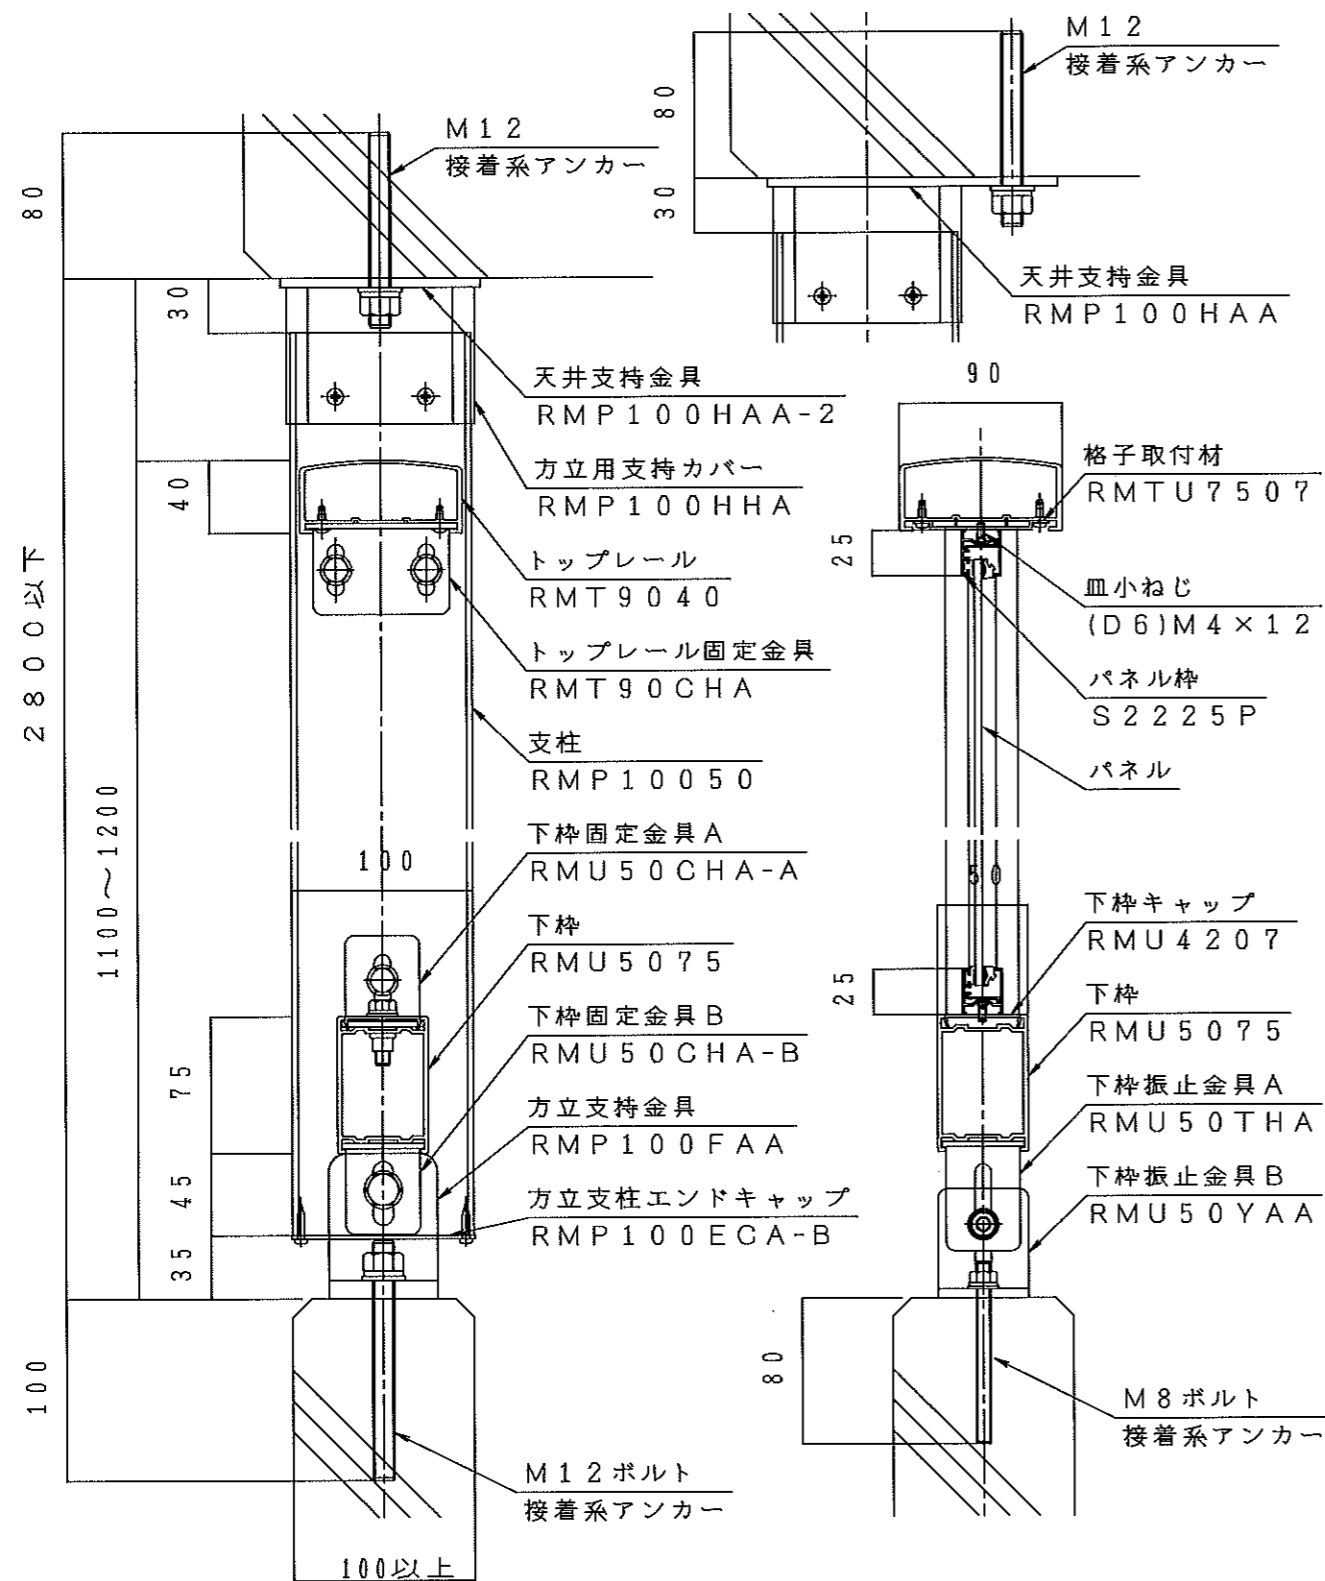 M12
接着系アンカー
80
30
天井支持金具
RMP100HAA
M12
接着系アンカー
80
30
天井支持金具
RMP100HAA-2
方立用支持カバー
RMP100HHA
40
トップレール
RMT9040
トップレール固定金具
RMT90CHA
支柱
RMP10050
2800以下
1100～1200
100
下枠固定金具A
RMU50CHA-A
下枠
RMU5075
下枠固定金具B
RMU50CHA-B
方立支持金具
RMP100FAA
方立支柱エンドキャップ
RMP100ECA-B
75
45
35
100
M12ボルト
接着系アンカー
100以上
90
格子取付材
RMTU7507
25
皿小ねじ
(D6)M4×12
パネル枠
S2225P
パネル
50
下枠キャップ
RMU4207
25
下枠
RMU5075
下枠振止金具A
RMU50THA
下枠振止金具B
RMU50YAA
80
M8ボルト
接着系アンカー